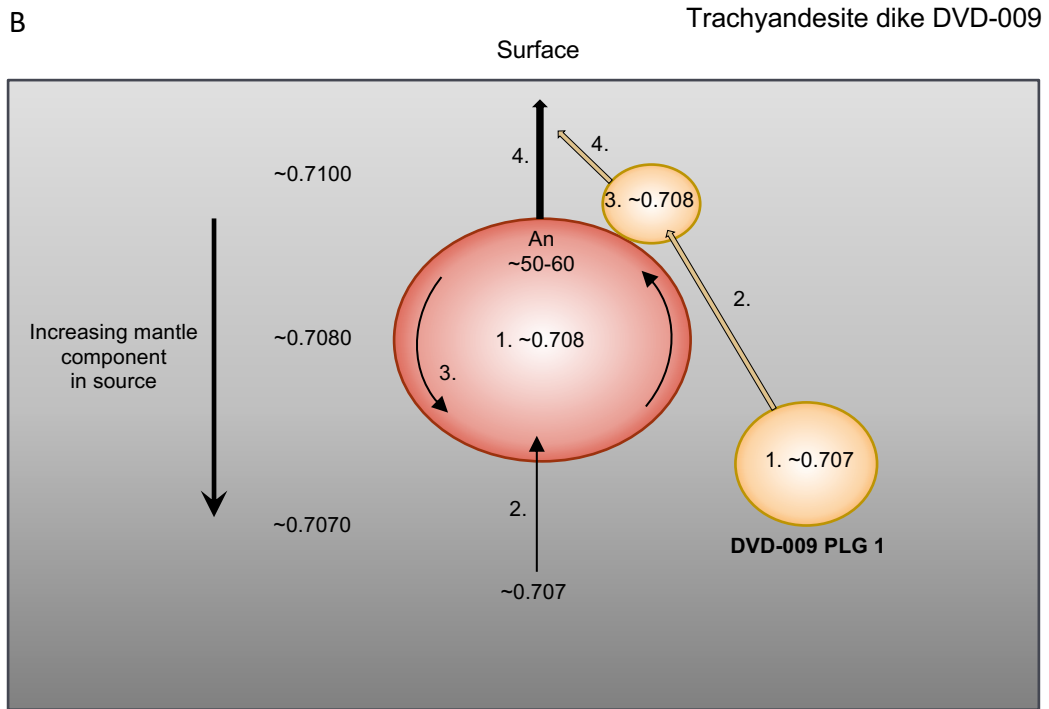 B
Trachyandesite dike DVD-009
Surface
~0.7100
4.
4.
3. ~0.708
An
~50-60
2.
Increasing mantle
component
in source
~0.7080
1. ~0.708
3.
1. ~0.707
~0.7070
2.
DVD-009 PLG 1
~0.707